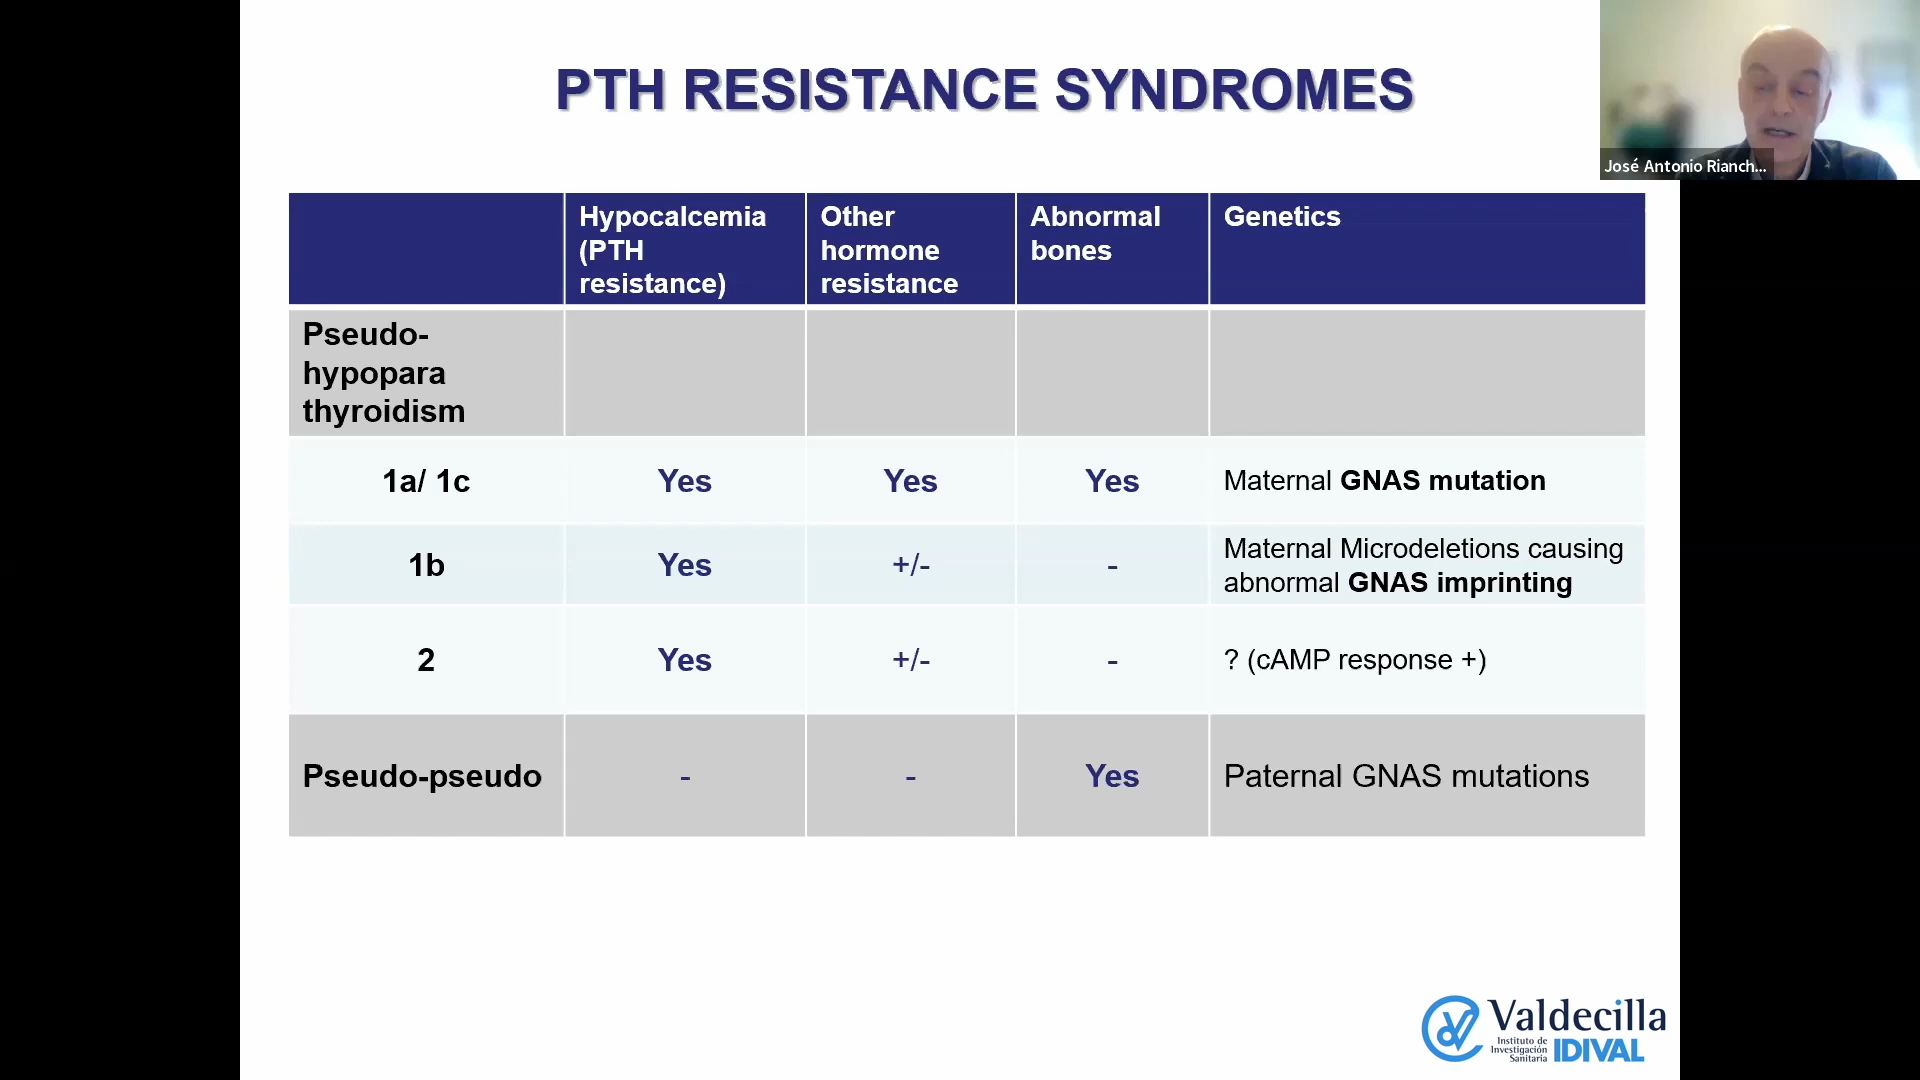 PTH RESISTANCE SYNDROMES
José Antonio Rianch...
Hypocalcemia
(PTH
resistance)
Other
hormone
resistance
Abnormal
bones
Genetics
Pseudo-
hypopara
thyroidism
1a/ 1c
Yes
Yes
Yes
Maternal GNAS mutation
1b
Yes
+/-
-
Maternal Microdeletions causing
abnormal GNAS imprinting
2
Yes
+/-
-
? (cAMP response +)
Pseudo-pseudo
-
-
Yes
Paternal GNAS mutations
Valdecilla
Instituto de
Investigación
Sanitaria
IDIVAL